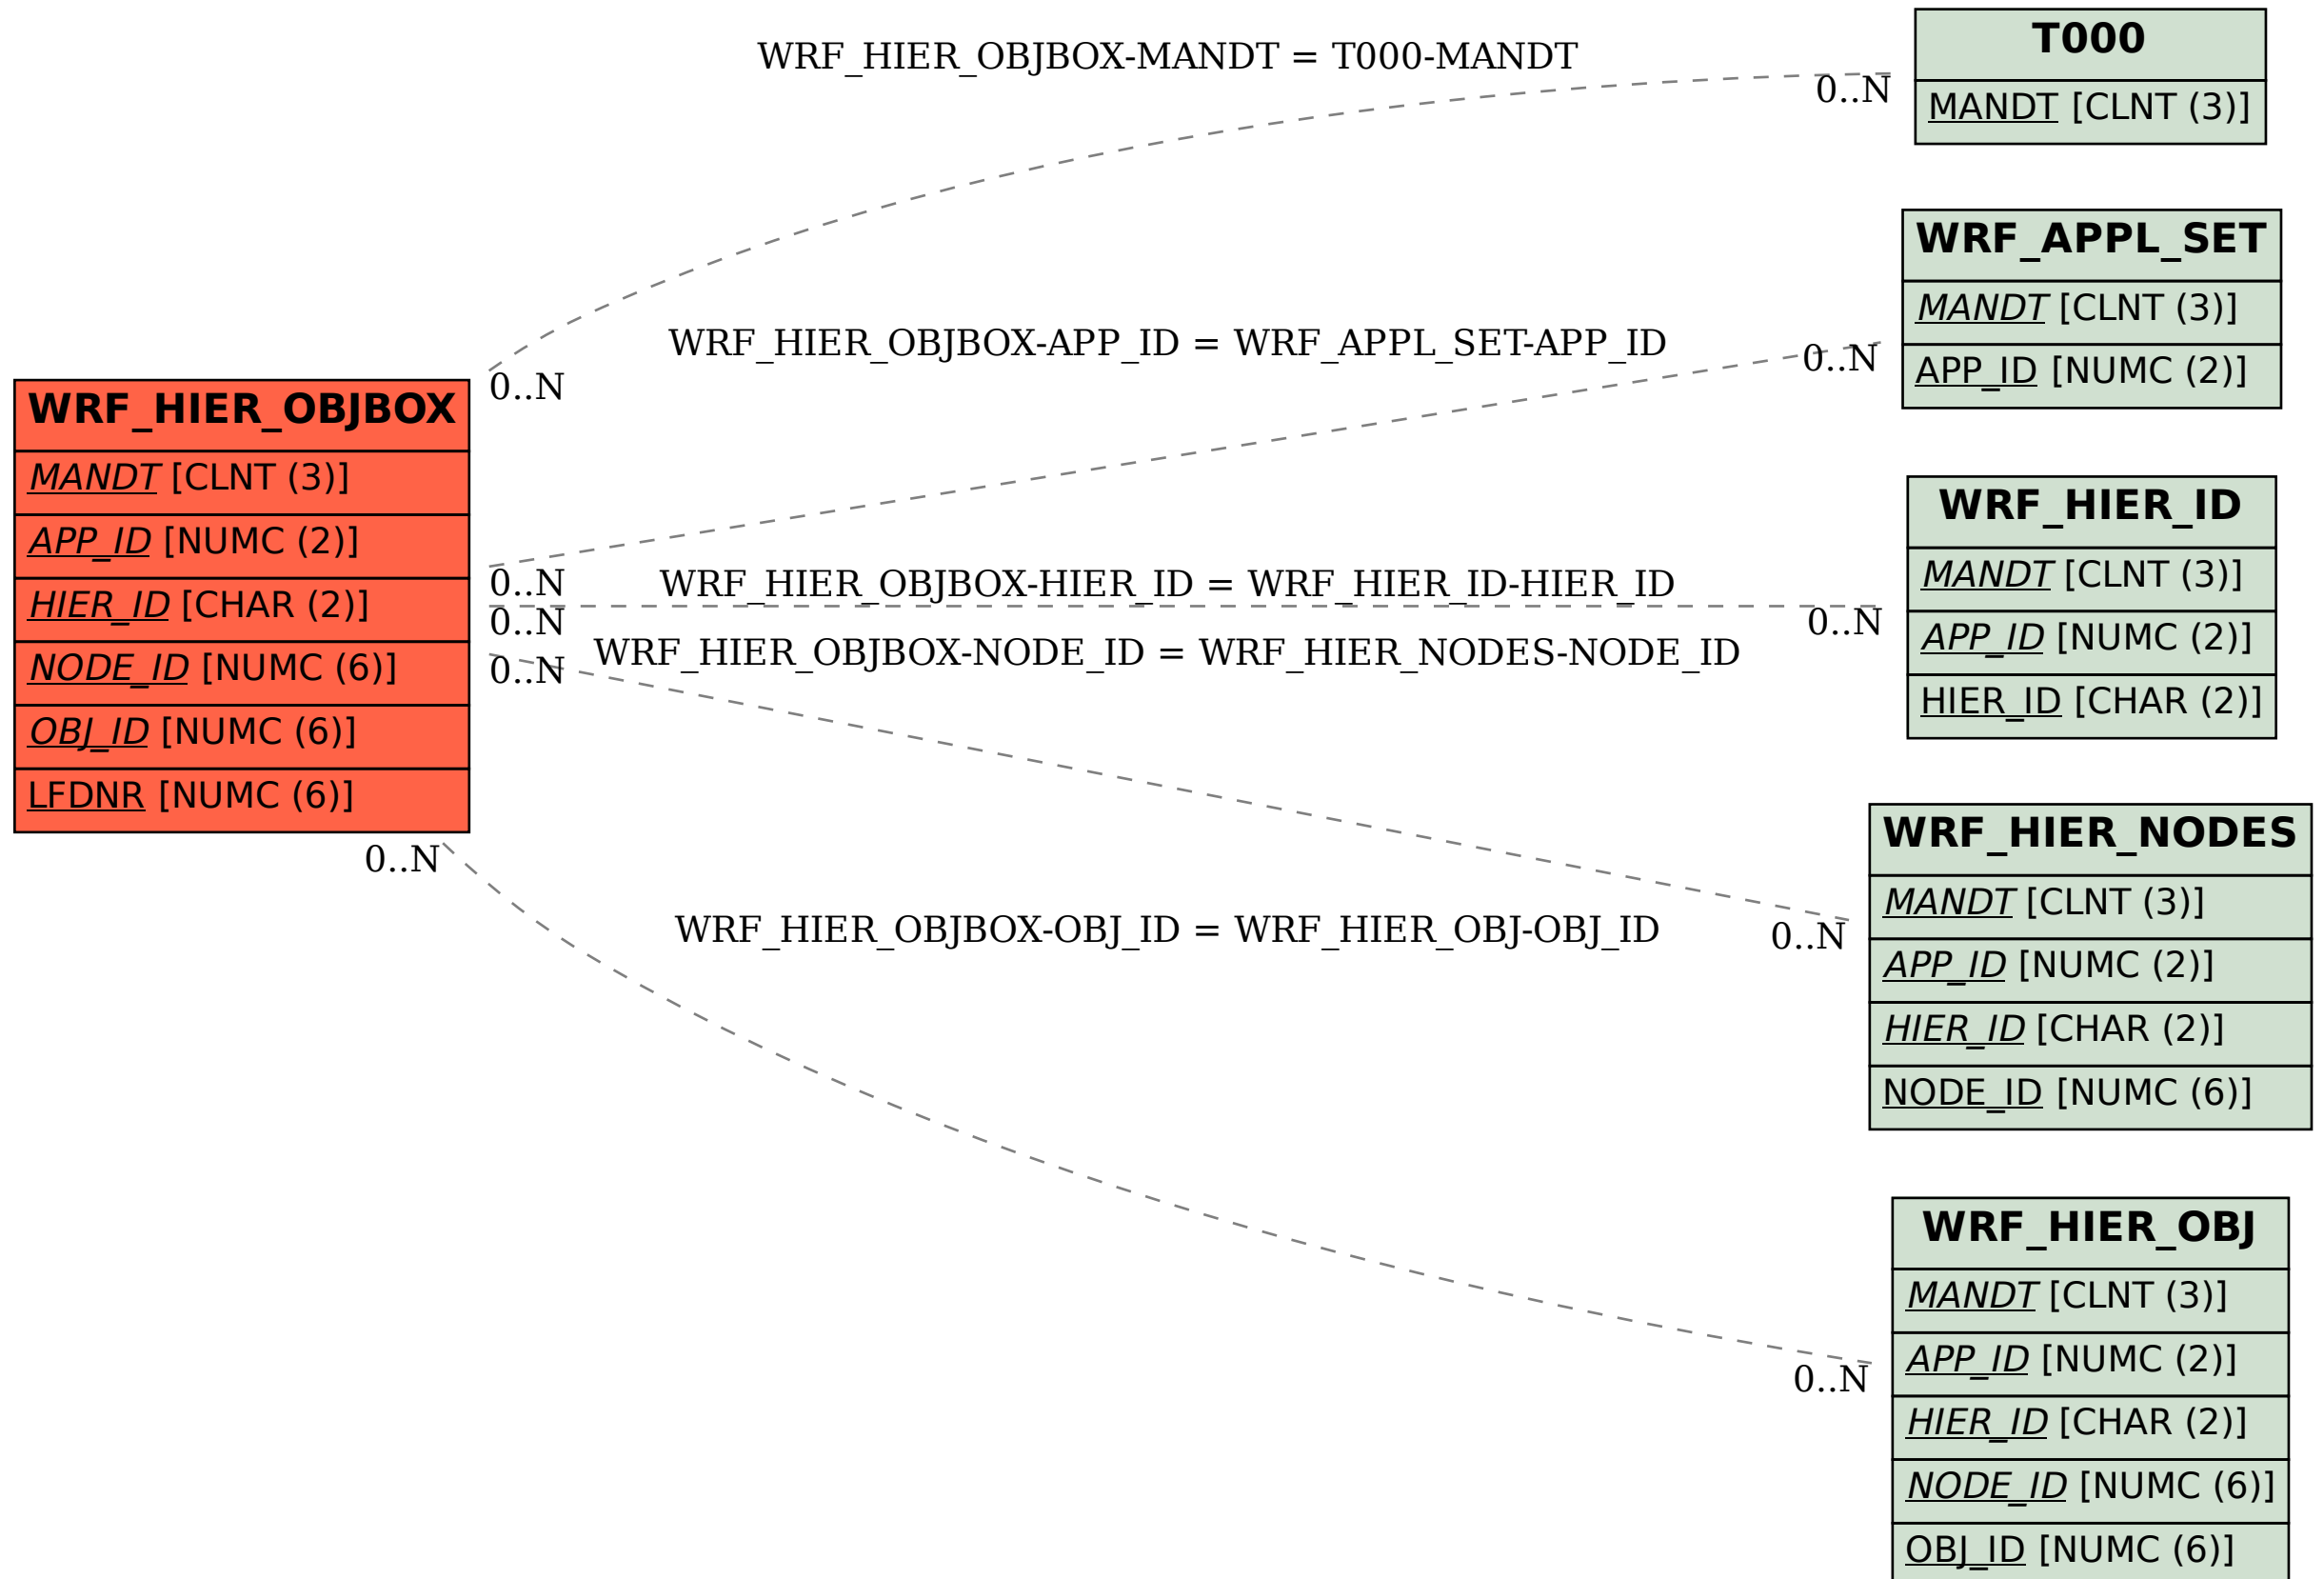 WRF_HIER_OBJBOX-MANDT = T000-MANDT
0..N
0..N
T000
MANDT [CLNT (3)]
WRF_HIER_OBJBOX-APP_ID = WRF_APPL_SET-APP_ID
0..N
0..N
WRF_APPL_SET
MANDT [CLNT (3)]
APP_ID [NUMC (2)]
WRF_HIER_OBJBOX
MANDT [CLNT (3)]
APP_ID [NUMC (2)]
HIER_ID [CHAR (2)]
NODE_ID [NUMC (6)]
OBJ_ID [NUMC (6)]
LFDNR [NUMC (6)]
WRF_HIER_OBJBOX-HIER_ID = WRF_HIER_ID-HIER_ID
0..N
0..N
WRF_HIER_ID
MANDT [CLNT (3)]
APP_ID [NUMC (2)]
HIER_ID [CHAR (2)]
WRF_HIER_OBJBOX-NODE_ID = WRF_HIER_NODES-NODE_ID
0..N
0..N
WRF_HIER_NODES
MANDT [CLNT (3)]
APP_ID [NUMC (2)]
HIER_ID [CHAR (2)]
NODE_ID [NUMC (6)]
WRF_HIER_OBJBOX-OBJ_ID = WRF_HIER_OBJ-OBJ_ID
0..N
0..N
WRF_HIER_OBJ
MANDT [CLNT (3)]
APP_ID [NUMC (2)]
HIER_ID [CHAR (2)]
NODE_ID [NUMC (6)]
OBJ_ID [NUMC (6)]